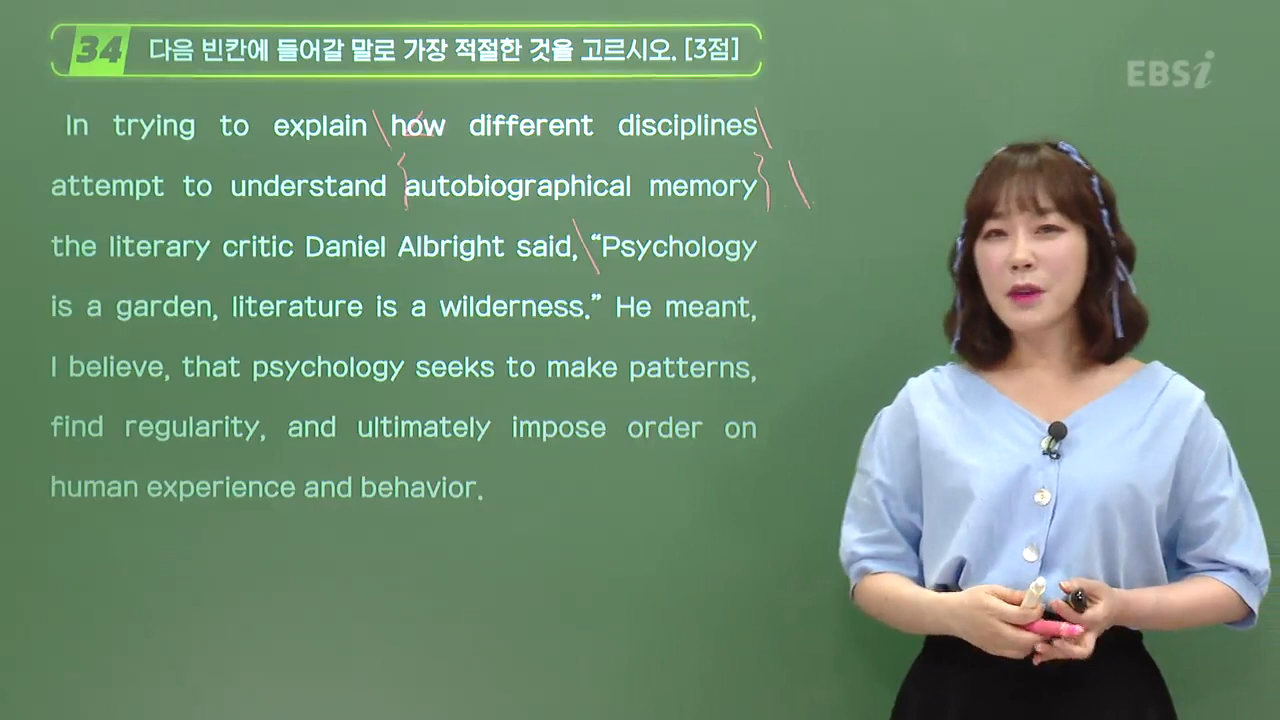 34 다음 빈칸에 들어갈 말로 가장 적절한 것을 고르시오. [3점]
EBSi
In trying to explain how different disciplines
attempt to understand autobiographical memory
the literary critic Daniel Albright said, “Psychology
is a garden, literature is a wilderness.” He meant,
I believe, that psychology seeks to make patterns,
find regularity, and ultimately impose order on
human experience and behavior.